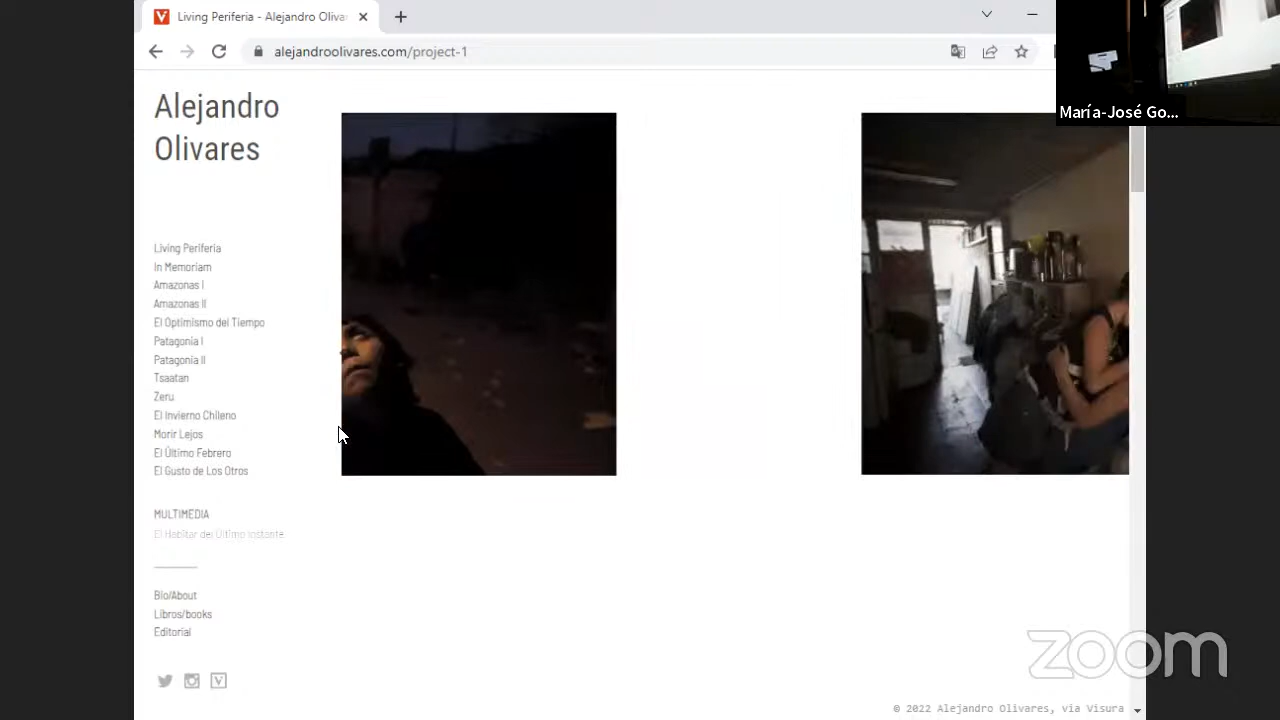 Living Periferia - Alejandro Oliva
alejandroolivares.com/project-1
María-José Go...
Alejandro
Olivares
Living Periferia
In Memoriam
Amazonas I
Amazonas II
El Optimismo del Tiempo
Patagonia I
Patagonia II
Tsaatan
Zeru
El Invierno Chileno
Morir Lejos
El Último Febrero
El Gusto de Los Otros
MULTIMEDIA
El Habitar del Último Instante
Bio/About
Libros/books
Editorial
zoom
© 2022 Alejandro Olivares, via Visura